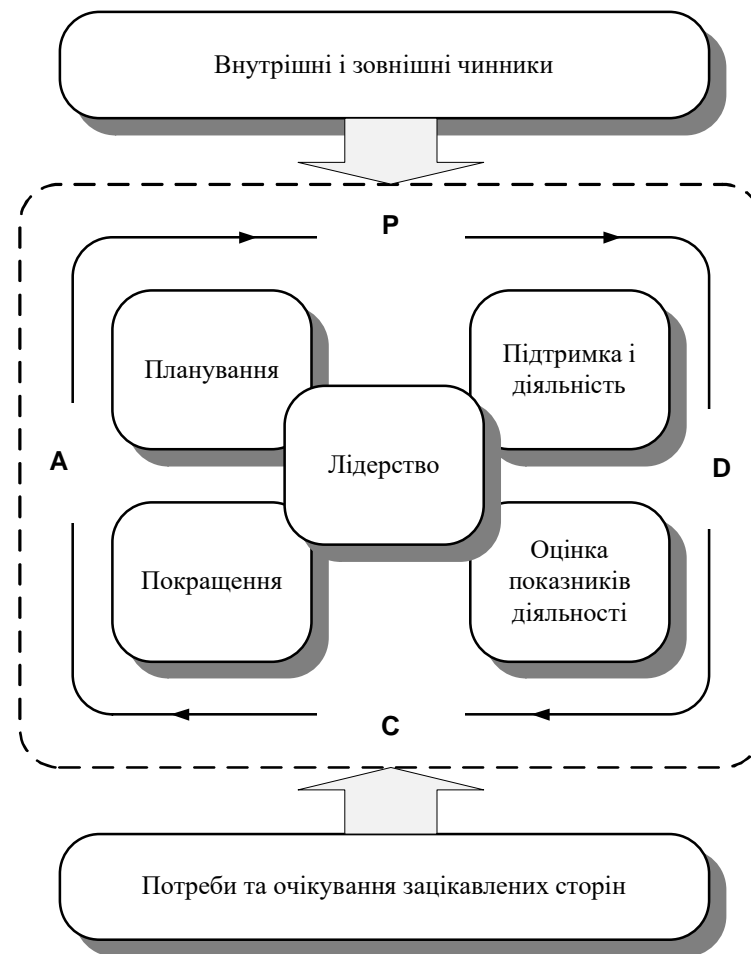 Внутрішні і зовнішні чинники
P
Планування
Підтримка і
діяльність
Лідерство
A
D
Покращення
Оцінка
показників
діяльності
C
Потреби та очікування зацікавлених сторін